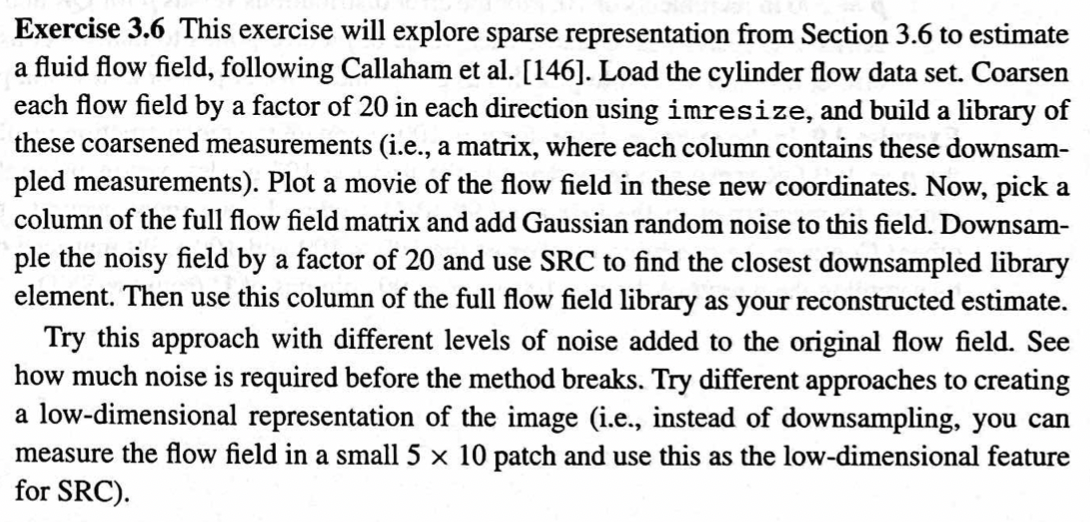 Exercise 3.6 This exercise will explore sparse representation from Section 3.6 to estimate
a fluid flow field, following Callaham et al. [146]. Load the cylinder flow data set. Coarsen
each flow field by a factor of 20 in each direction using imresize, and build a library of
these coarsened measurements (i.e., a matrix, where each column contains these downsam-
pled measurements). Plot a movie of the flow field in these new coordinates. Now, pick a
column of the full flow field matrix and add Gaussian random noise to this field. Downsam-
ple the noisy field by a factor of 20 and use SRC to find the closest downsampled library
element. Then use this column of the full flow field library as your reconstructed estimate.
Try this approach with different levels of noise added to the original flow field. See
how much noise is required before the method breaks. Try different approaches to creating
a low-dimensional representation of the image (i.e., instead of downsampling, you can
measure the flow field in a small 5 × 10 patch and use this as the low-dimensional feature
for SRC).